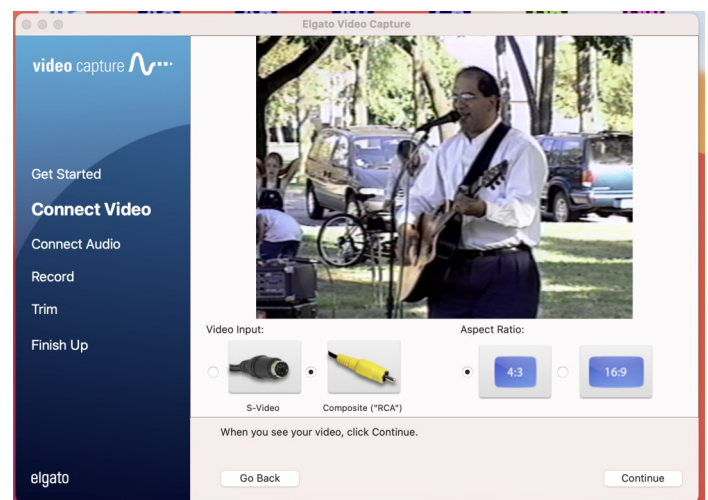 Elgato Video Capture
video capture
Get Started
Connect Video
Connect Audio
Record
Trim
Finish Up
elgato
Video Input:
Aspect Ratio:
4:3
16:9
S-Video
Composite ("RCA")
When you see your video, click Continue.
Go Back
Continue